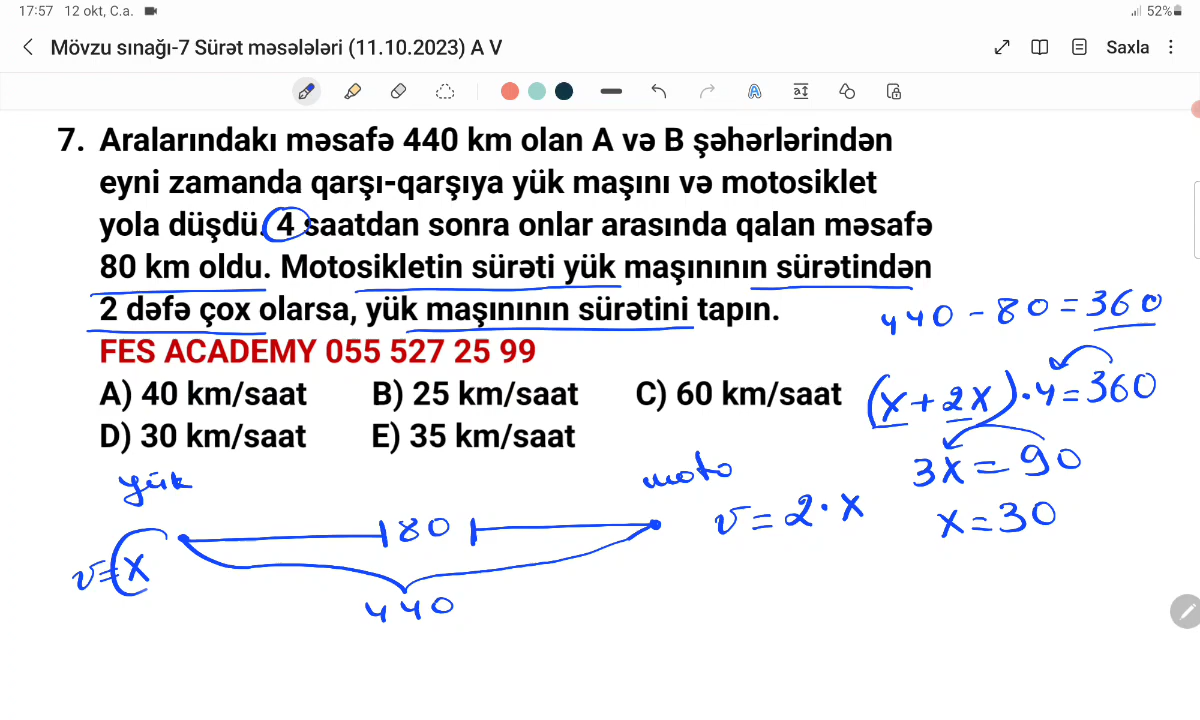 17:57 12 okt, C.a. 52%
Mövzu sınağı-7 Sürət məsələləri (11.10.2023) A V Saxla
7. Aralarındakı məsafə 440 km olan A və B şəhərlərindən
eyni zamanda qarşı-qarşıya yük maşını və motosiklet
yola düşdü. 4 saatdan sonra onlar arasında qalan məsafə
80 km oldu. Motosikletin sürəti yük maşınının sürətindən
2 dəfə çox olarsa, yük maşınının sürətini tapın.
440 - 80 = 360
FES ACADEMY 055 527 25 99
A) 40 km/saat B) 25 km/saat C) 60 km/saat
(x + 2x) · 4 = 360
D) 30 km/saat E) 35 km/saat
3x = 90
yük moto
v = 2 · x
x = 30
80
v = x
440